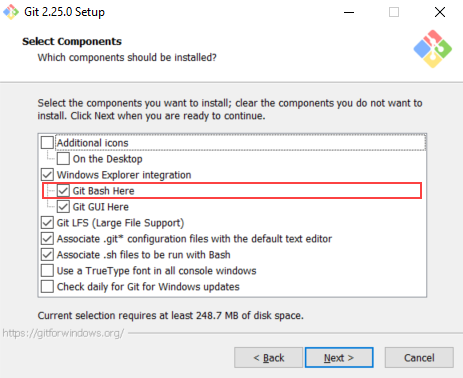 Git 2.25.0 Setup
Select Components
Which components should be installed?
Select the components you want to install; clear the components you do not want to
install. Click Next when you are ready to continue.
Additional icons
On the Desktop
Windows Explorer integration
Git Bash Here
Git GUI Here
Git LFS (Large File Support)
Associate .git* configuration files with the default text editor
Associate .sh files to be run with Bash
Use a TrueType font in all console windows
Check daily for Git for Windows updates
Current selection requires at least 248.7 MB of disk space.
https://gitforwindows.org/
< Back
Next >
Cancel